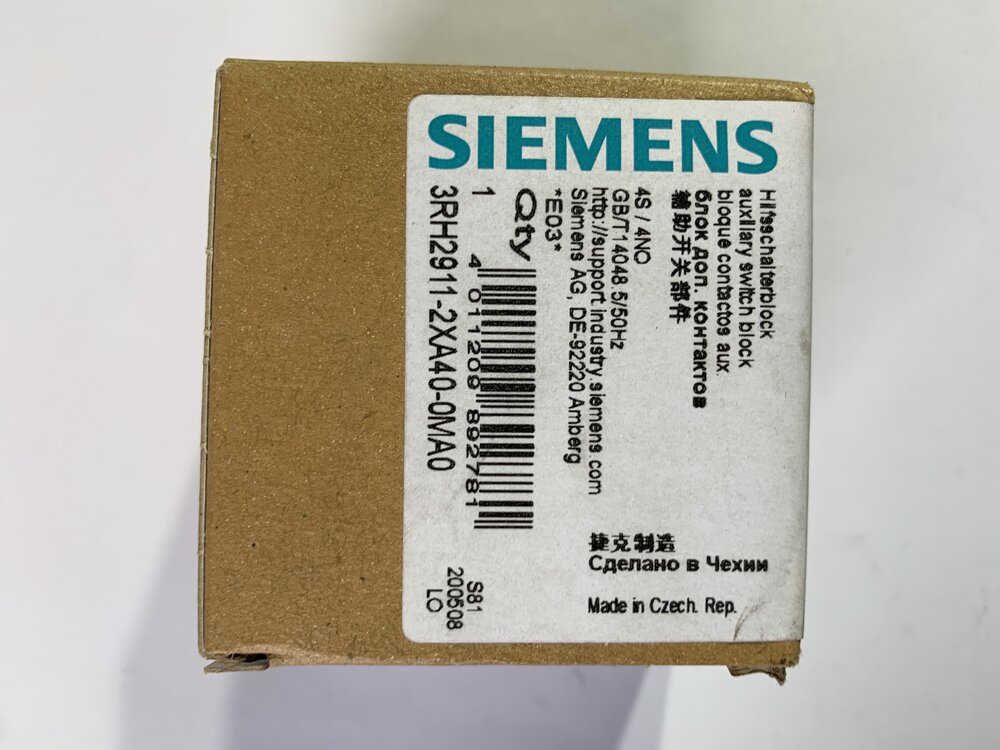 SIEMENS
Hilfsschalterblock
auxiliary switch block
bloque contactos aux.
блок доп. контактов
辅助开关部件
4S / 4NO
GB/T14048.5/50Hz
http://support.industry.siemens.com
Siemens AG, DE-92220 Amberg
*E03*
Qty
1
4 011209 892781
3RH2911-2XA40-0MA0
捷克制造
Сделано в Чехии
Made in Czech. Rep.
S81
200508
LO